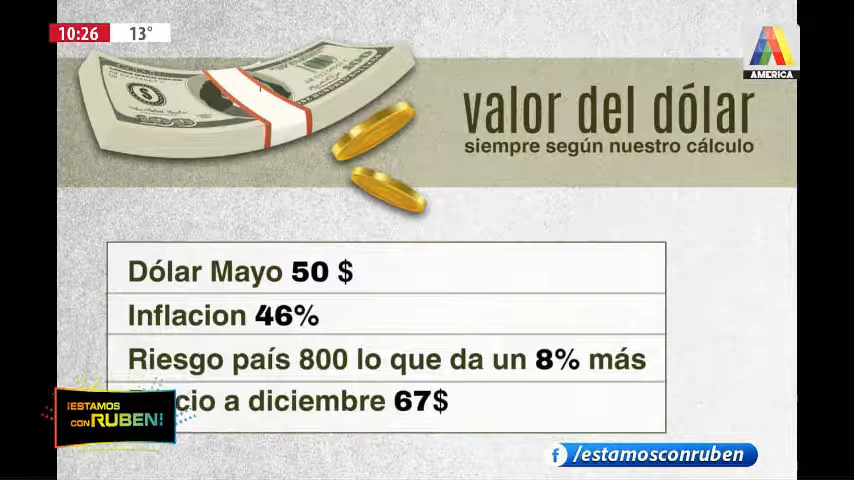 10:26 13°
AMERICA
valor del dólar
siempre según nuestro cálculo
Dólar Mayo 50 $
Inflacion 46%
Riesgo país 800 lo que da un 8% más
cio a diciembre 67$
¡ESTAMOS
CON RUBEN!
f /estamosconruben